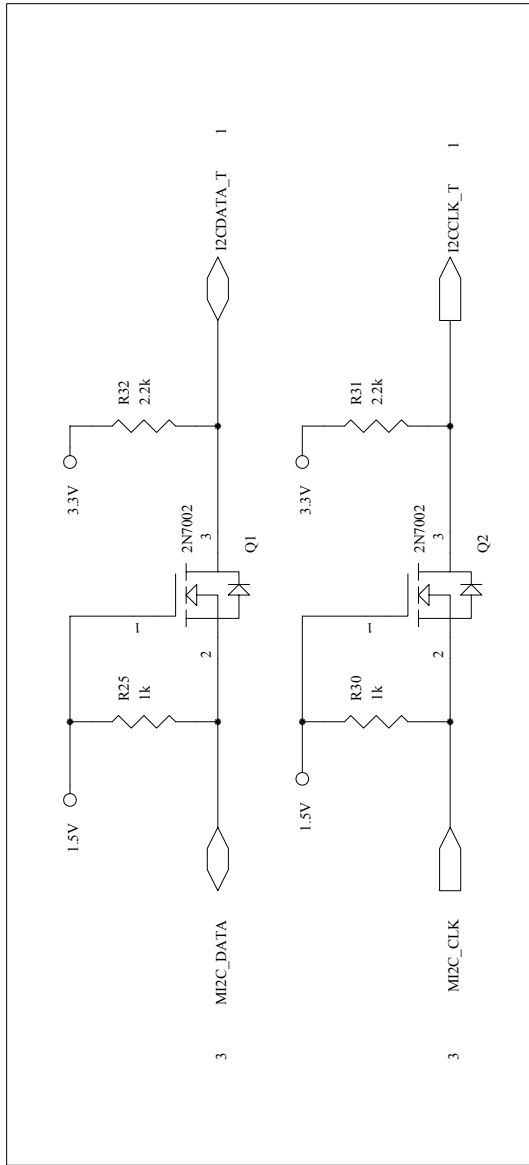 3.3V
R32
2.2k
2N7002
1.5V
R25
1k
1
3
2
Q1
3
MI2C_DATA
I2CDATA_T
1
3.3V
R31
2.2k
2N7002
1.5V
R30
1k
1
3
2
Q2
3
MI2C_CLK
I2CCLK_T
1